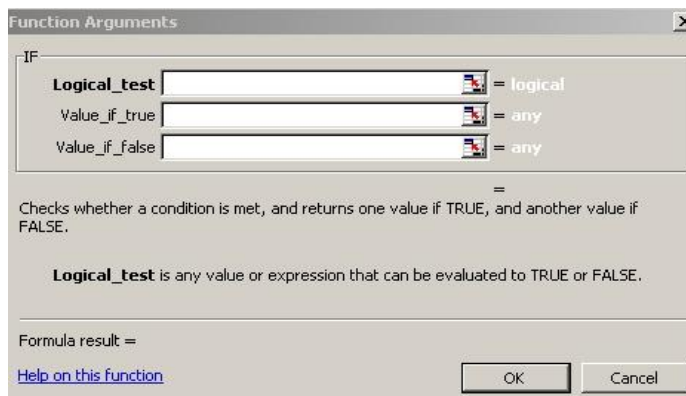 Function Arguments
IF
Logical_test = logical
Value_if_true = any
Value_if_false = any
=
Checks whether a condition is met, and returns one value if TRUE, and another value if
FALSE.
Logical_test is any value or expression that can be evaluated to TRUE or FALSE.
Formula result =
Help on this function OK Cancel